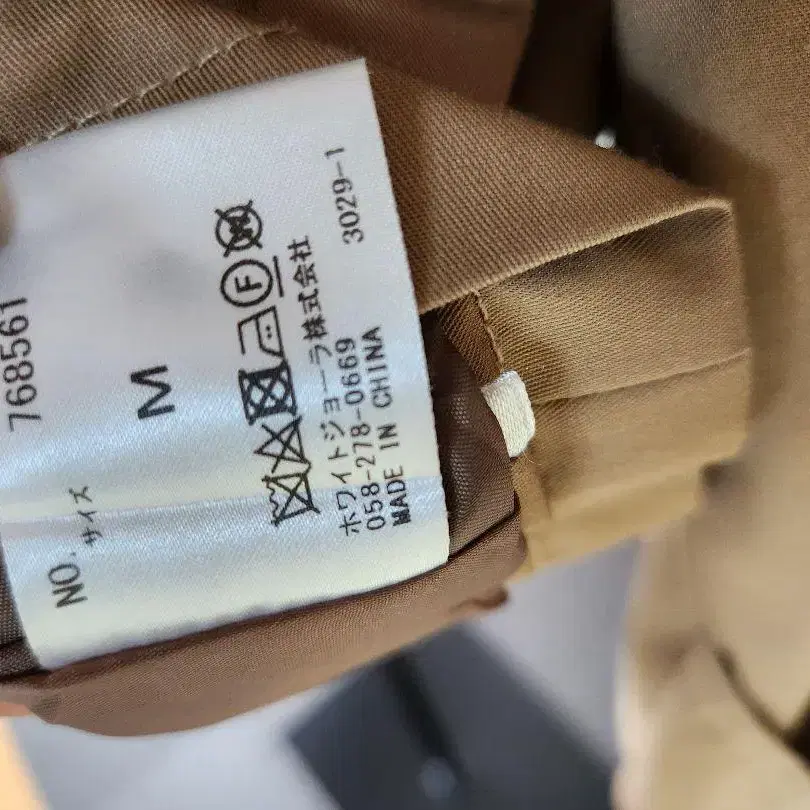 NO. 768561
サイズ M
F
ホワイトジョーラ株式会社
058-278-0669
MADE IN CHINA 3029-1